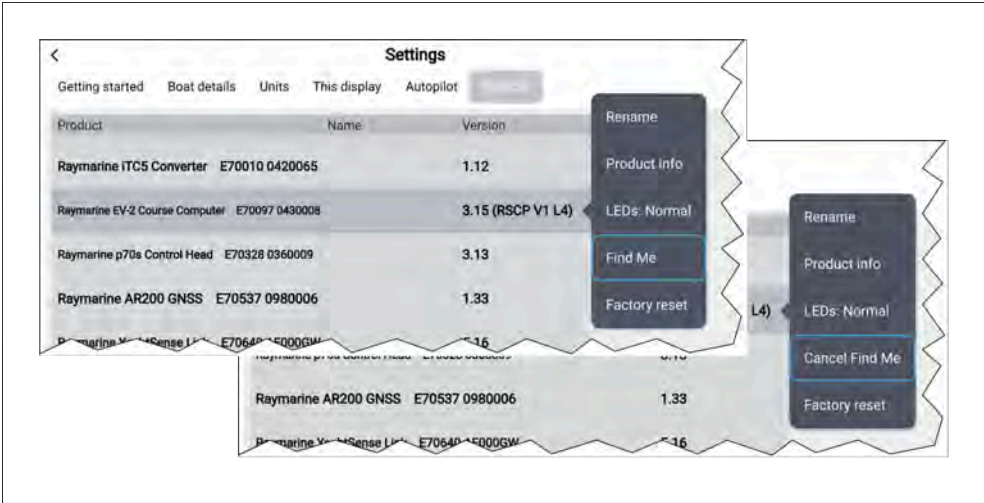 Settings
Getting started Boat details Units This display Autopilot
Product Name Version
Raymarine iTC5 Converter E70010 0420065 1.12
Raymarine EV-2 Course Computer E70097 0430008 3.15 (RSCP V1 L4)
Raymarine p70s Control Head E70328 0360009 3.13
Raymarine AR200 GNSS E70537 0980006 1.33
Rename
Product info
LEDs: Normal
Find Me
Factory reset
Raymarine AR200 GNSS E70537 0980006 1.33
L4)
Rename
Product info
LEDs: Normal
Cancel Find Me
Factory reset